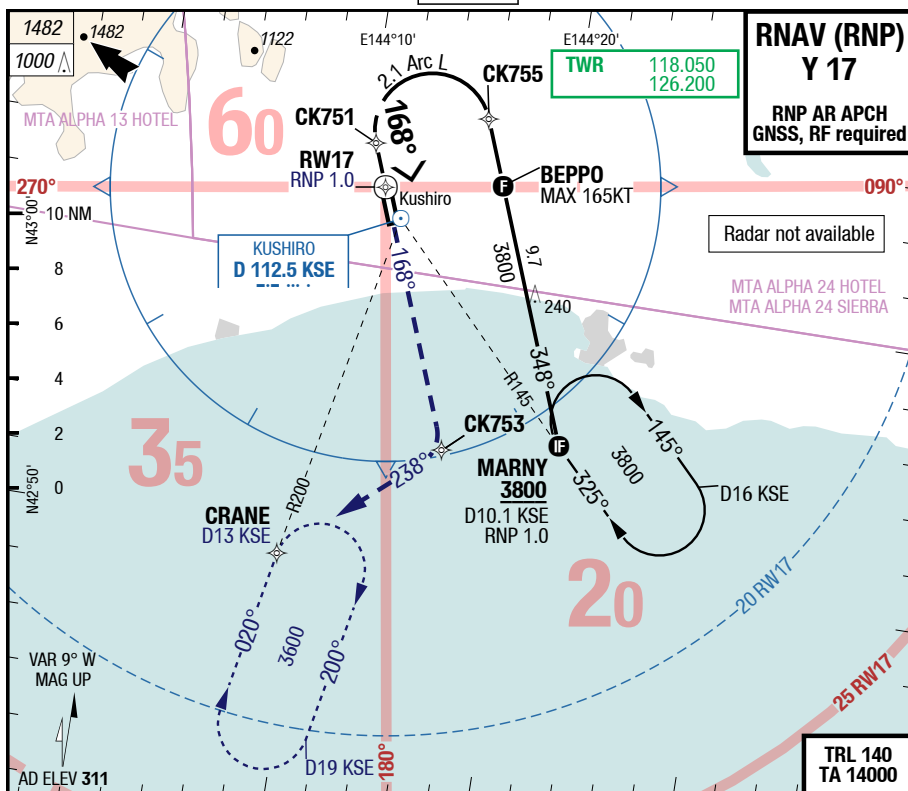 1482
1000
1482
1122
E144°10'
E144°20'
TWR 118.050
126.200
RNAV (RNP)
Y 17
RNP AR APCH
GNSS, RF required
MTA ALPHA 13 HOTEL
60
2.1 Arc L
CK755
CK751
168°
RW17
RNP 1.0
BEPPO
MAX 165KT
F
270°
090°
Kushiro
N43°00'
10 NM
KUSHIRO
D 112.5 KSE
Radar not available
168°
3800
9.7
8
MTA ALPHA 24 HOTEL
MTA ALPHA 24 SIERRA
240
6
348°
4
R145
2
CK753
IF
145°
3800
35
238°
MARNY
3800
D10.1 KSE
RNP 1.0
325°
D16 KSE
N42°50'
0
R200
CRANE
D13 KSE
20
20 RW17
020°
3600
200°
VAR 9° W
MAG UP
25 RW17
D19 KSE
180°
AD ELEV 311
TRL 140
TA 14000